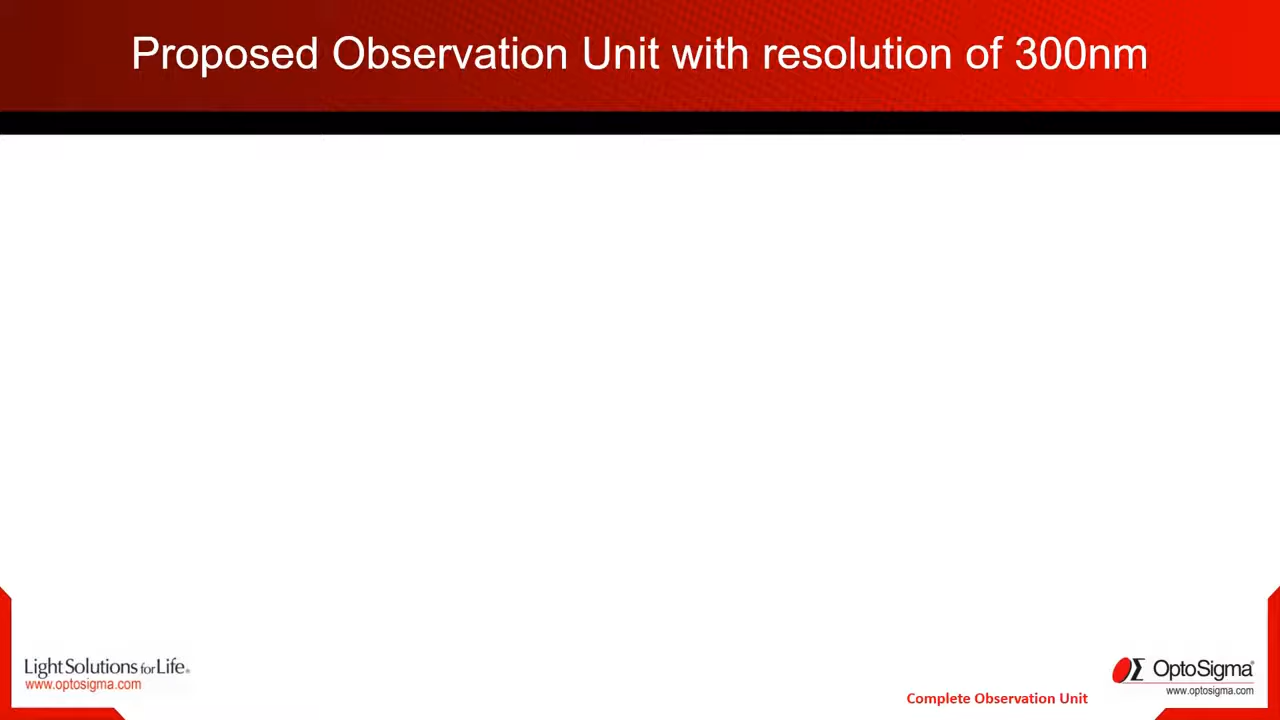 Proposed Observation Unit with resolution of 300nm
Light Solutions for Life®
www.optosigma.com
Complete Observation Unit
OptoSigma®
www.optosigma.com